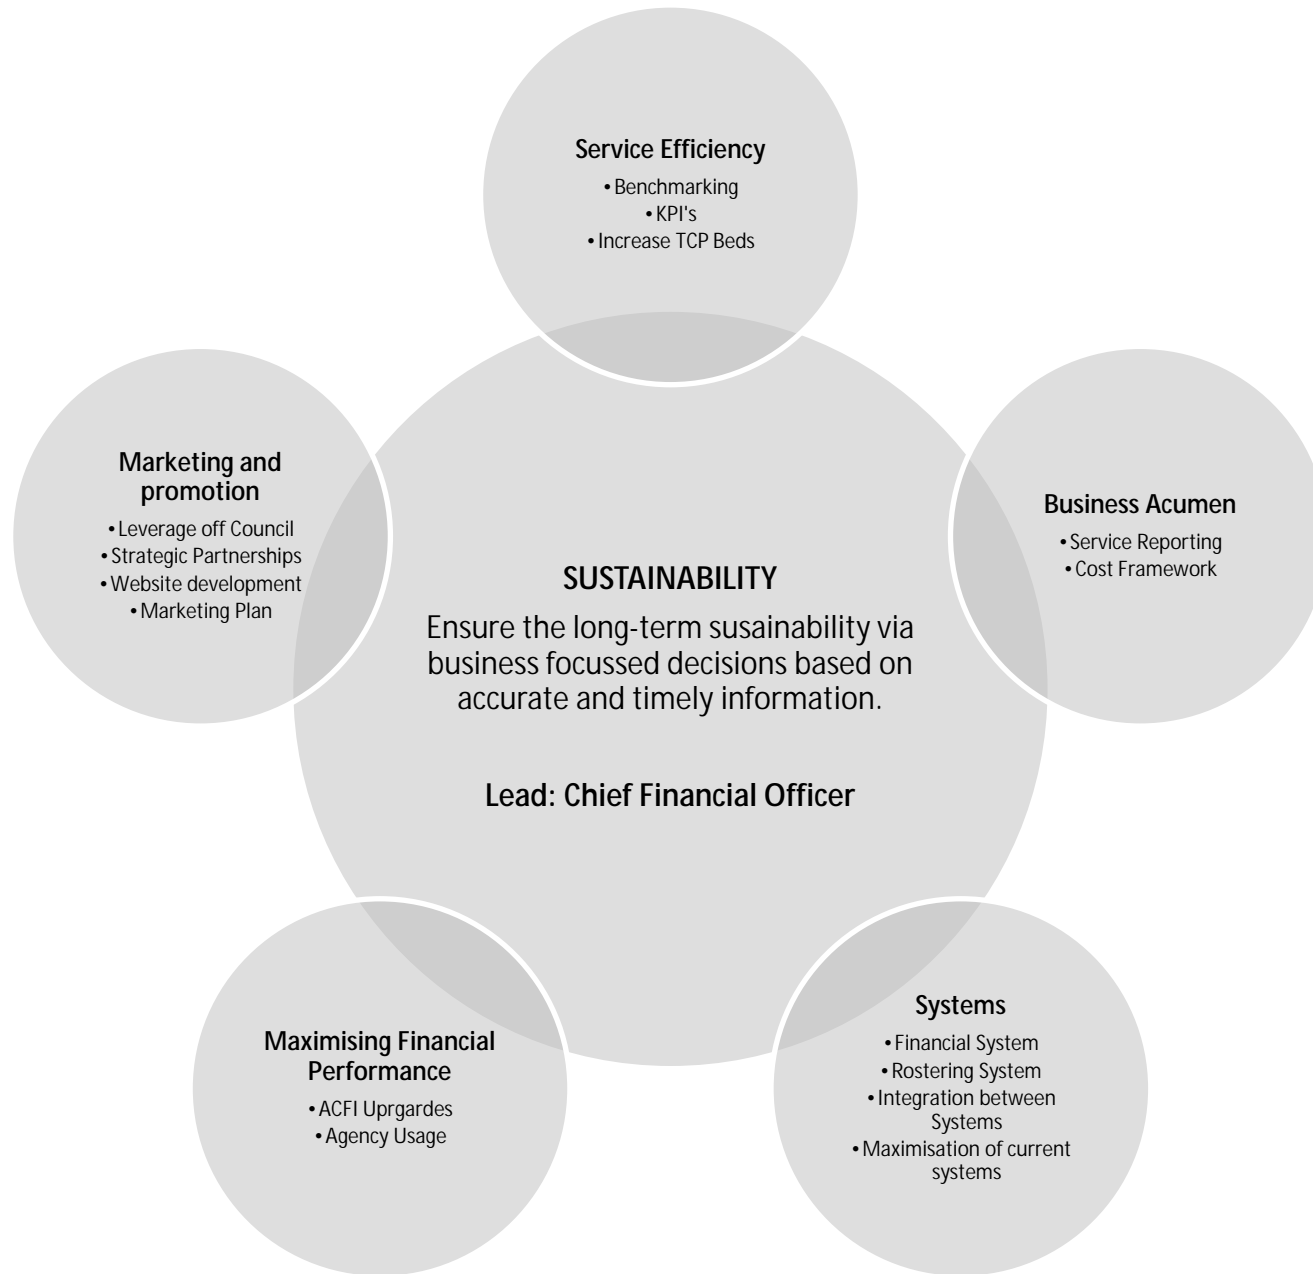 Service Efficiency
• Benchmarking
• KPI's
• Increase TCP Beds
Marketing and
promotion
• Leverage off Council
• Strategic Partnerships
• Website development
• Marketing Plan
Business Acumen
• Service Reporting
• Cost Framework
SUSTAINABILITY
Ensure the long-term susainability via
business focussed decisions based on
accurate and timely information.
Lead: Chief Financial Officer
Maximising Financial
Performance
• ACFI Uprgardes
• Agency Usage
Systems
• Financial System
• Rostering System
• Integration between
Systems
• Maximisation of current
systems